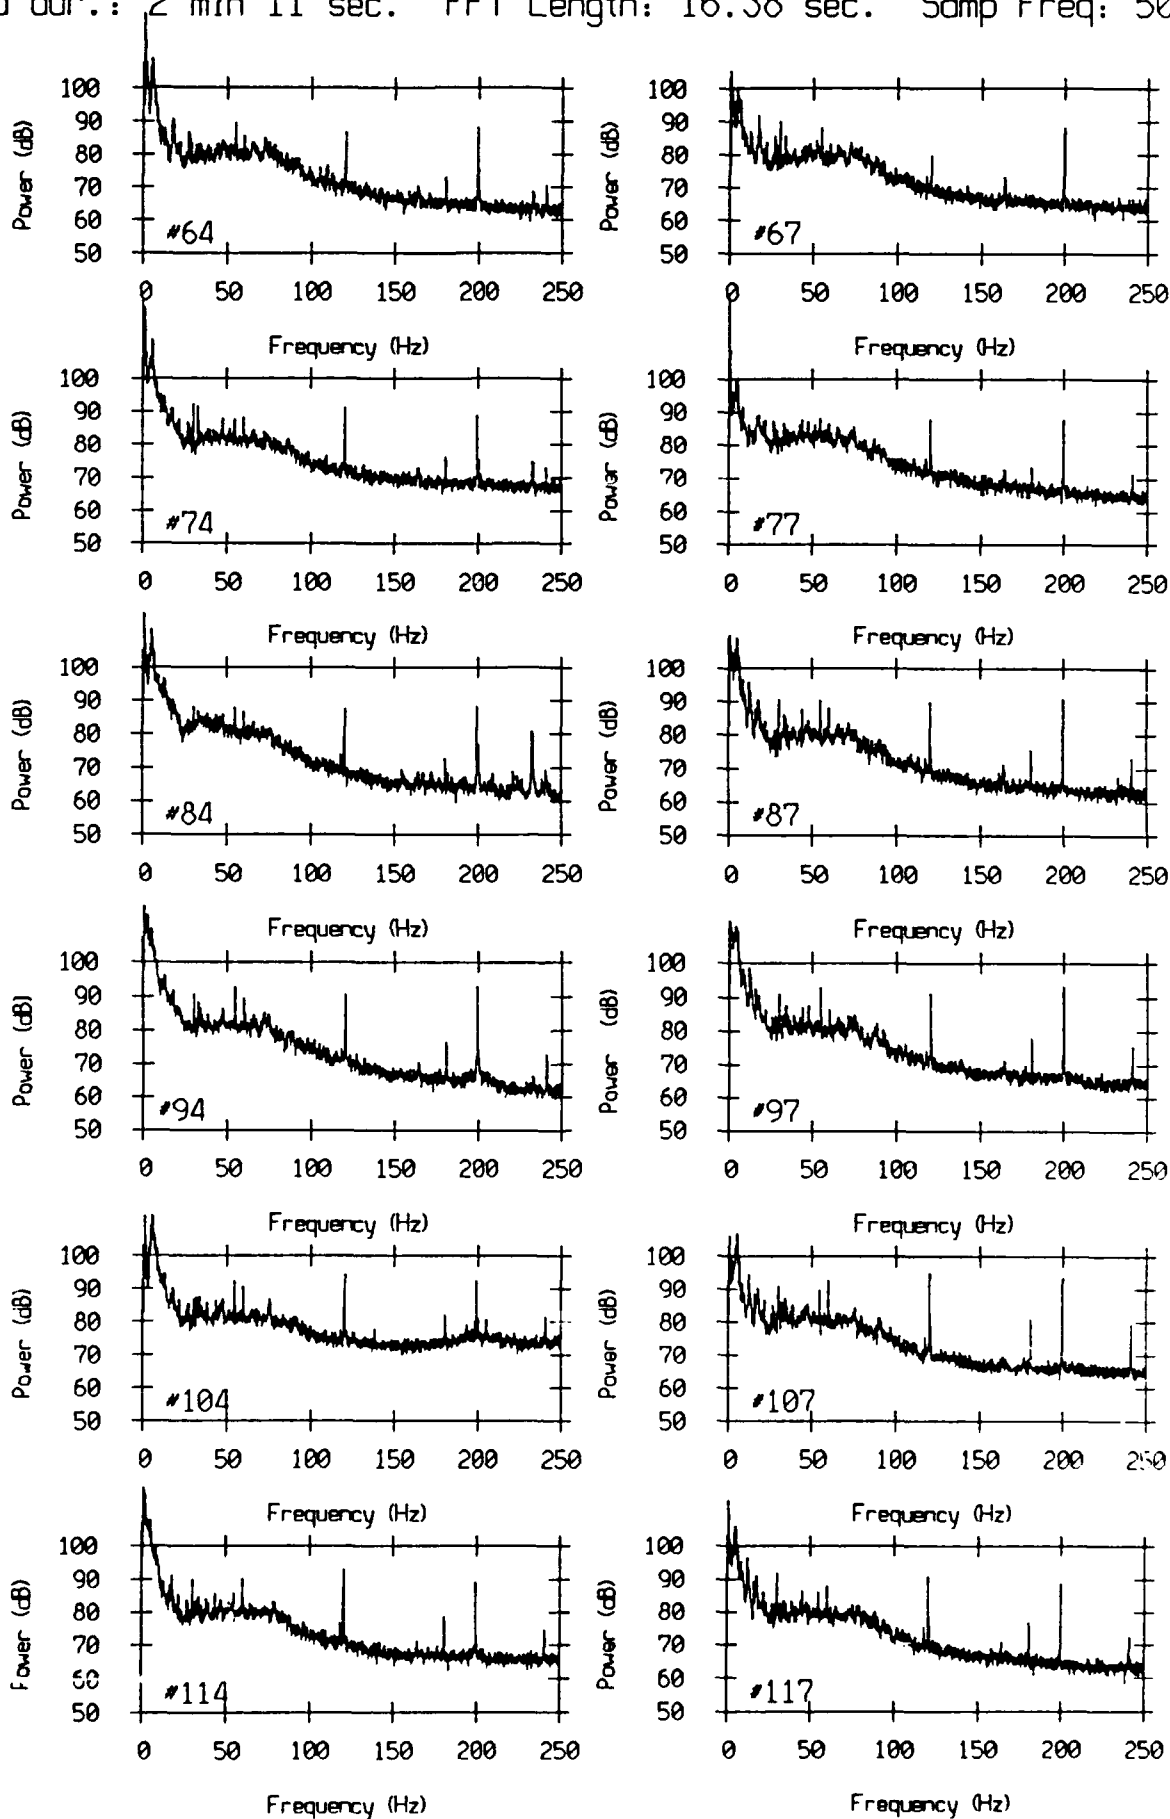 dur.: 2 min 11 sec. FFT Length: 16.38 sec. Samp Freq: 50
Power (dB) 100 90 80 70 60 50 #64
0 50 100 150 200 250
Frequency (Hz)
Power (dB) 100 90 80 70 60 50 #67
0 50 100 150 200 250
Frequency (Hz)
Power (dB) 100 90 80 70 60 50 #74
0 50 100 150 200 250
Frequency (Hz)
Power (dB) 100 90 80 70 60 50 #77
0 50 100 150 200 250
Frequency (Hz)
Power (dB) 100 90 80 70 60 50 #84
0 50 100 150 200 250
Frequency (Hz)
Power (dB) 100 90 80 70 60 50 #87
0 50 100 150 200 250
Frequency (Hz)
Power (dB) 100 90 80 70 60 50 #94
0 50 100 150 200 250
Frequency (Hz)
Power (dB) 100 90 80 70 60 50 #97
0 50 100 150 200 250
Frequency (Hz)
Power (dB) 100 90 80 70 60 50 #104
0 50 100 150 200 250
Frequency (Hz)
Power (dB) 100 90 80 70 60 50 #107
0 50 100 150 200 250
Frequency (Hz)
Power (dB) 100 90 80 70 60 50 #114
0 50 100 150 200 250
Frequency (Hz)
Power (dB) 100 90 80 70 60 50 #117
0 50 100 150 200 250
Frequency (Hz)